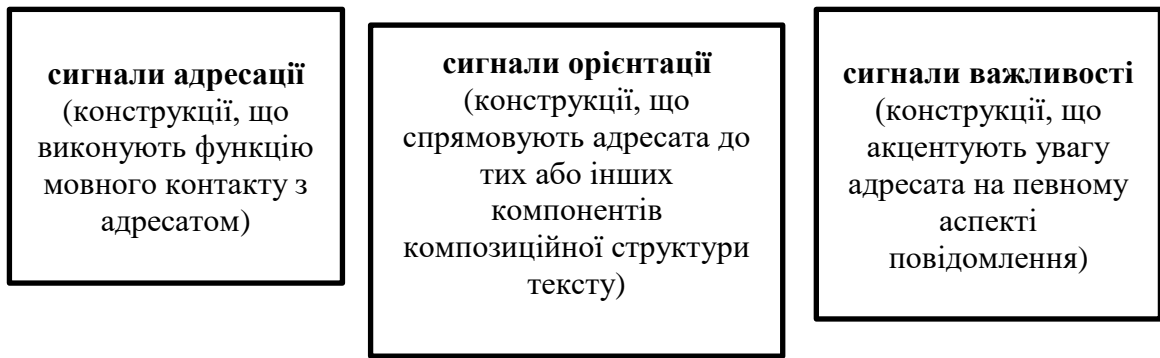 сигнали адресації
(конструкції, що
виконують функцію
мовного контакту з
адресатом)
сигнали орієнтації
(конструкції, що
спрямовують адресата до
тих або інших
компонентів
композиційної структури
тексту)
сигнали важливості
(конструкції, що
акцентують увагу
адресата на певному
аспекті
повідомлення)